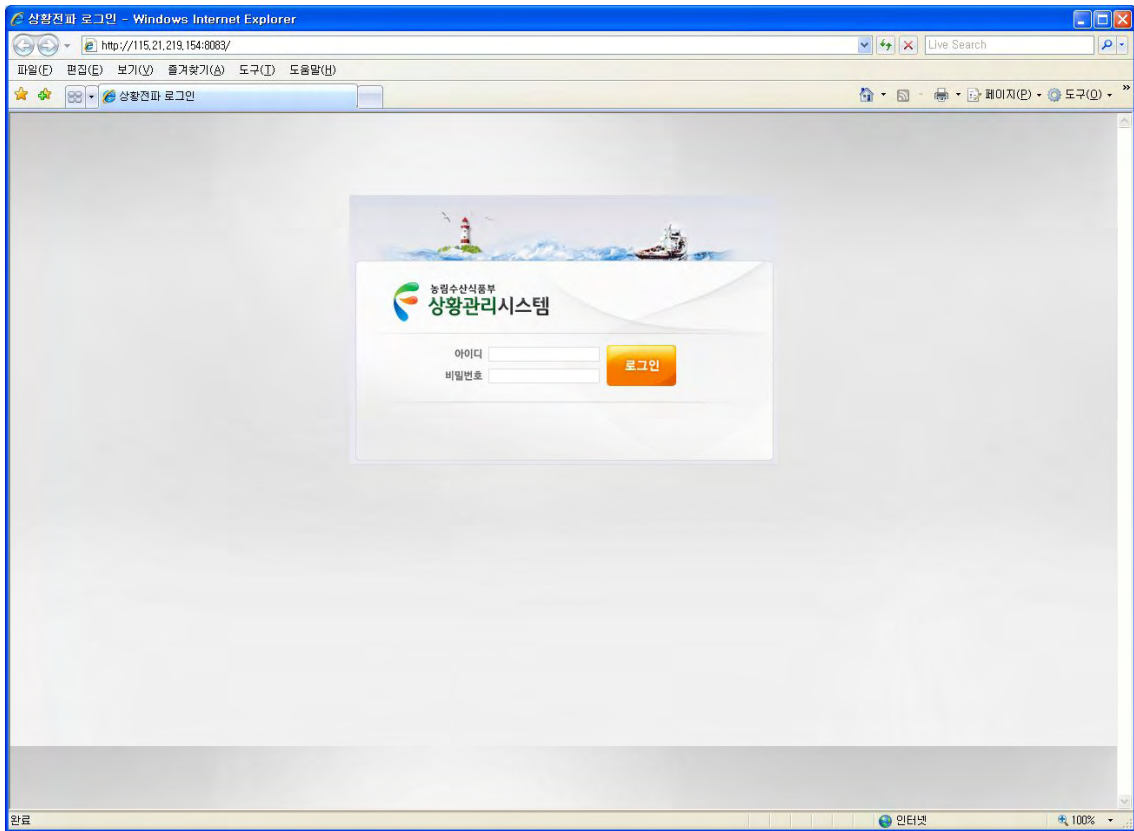 상황전파 로그인 - Windows Internet Explorer
http://115.21.219.154:8083/
Live Search
파일(F) 편집(E) 보기(V) 즐겨찾기(A) 도구(T) 도움말(H)
상황전파 로그인
페이지(P) 도구(O)
농림수산식품부
상황관리시스템
아이디
로그인
비밀번호
완료
인터넷
100%